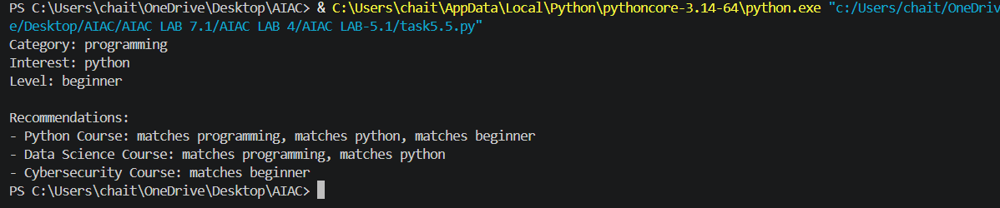 PS C:\Users\chait\OneDrive\Desktop\AIAC> & C:\Users\chait\AppData\Local\Python\pythoncore-3.14-64\python.exe "c:/Users/chait/OneDriv
e/Desktop/AIAC/AIAC LAB 7.1/AIAC LAB 4/AIAC LAB-5.1/task5.5.py"
Category: programming
Interest: python
Level: beginner

Recommendations:
- Python Course: matches programming, matches python, matches beginner
- Data Science Course: matches programming, matches python
- Cybersecurity Course: matches beginner
PS C:\Users\chait\OneDrive\Desktop\AIAC>